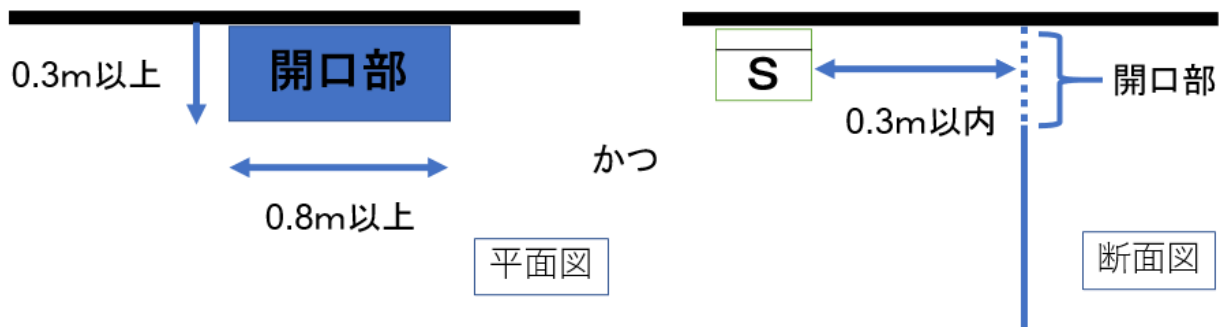 0.3m以上
開口部
0.8m以上
平面図
かつ
S
0.3m以内
開口部
断面図